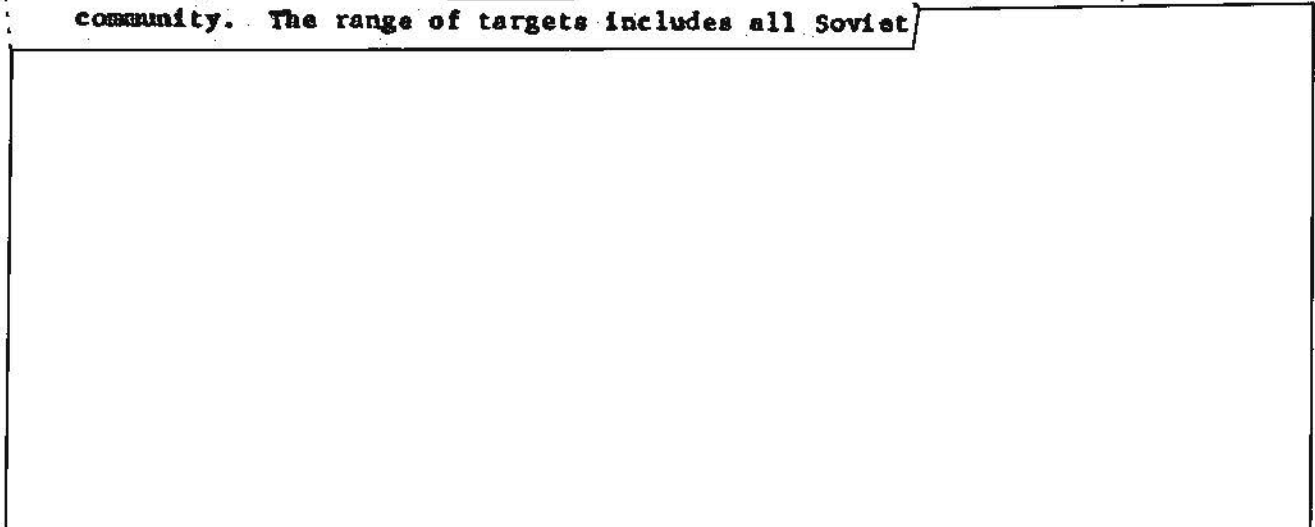 community. The range of targets includes all Soviet